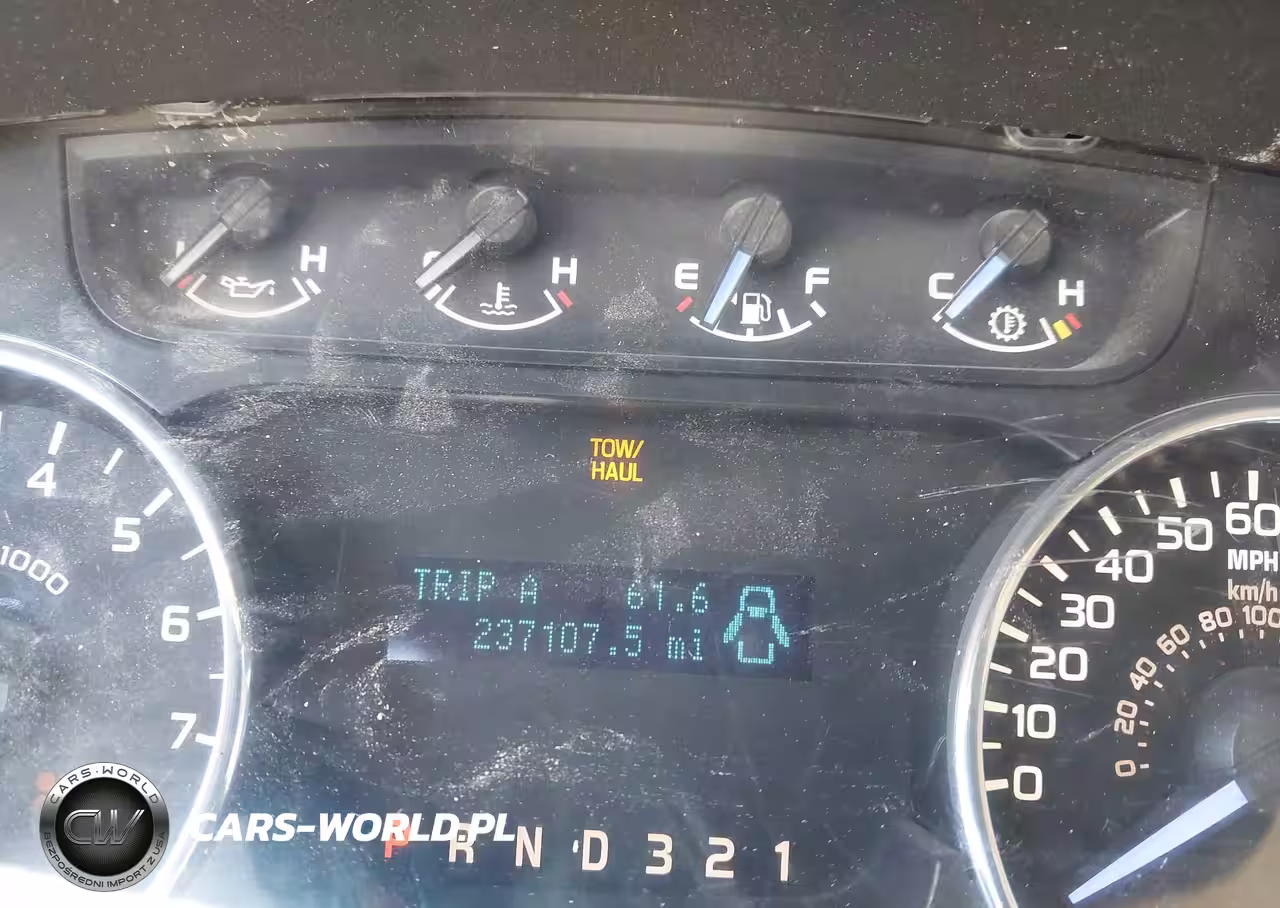 H
C H
E F
C H
TOW/
HAUL
4
5
6
7
1000
TRIP A 61.6
237107.5 mi
60
50
40
30
20
10
0
MPH
km/h
100
80
60
40
20
0
P R N D 3 2 1
CARS-WORLD
CW
BEZPOŚREDNI IMPORT Z USA
CARS-WORLD.PL